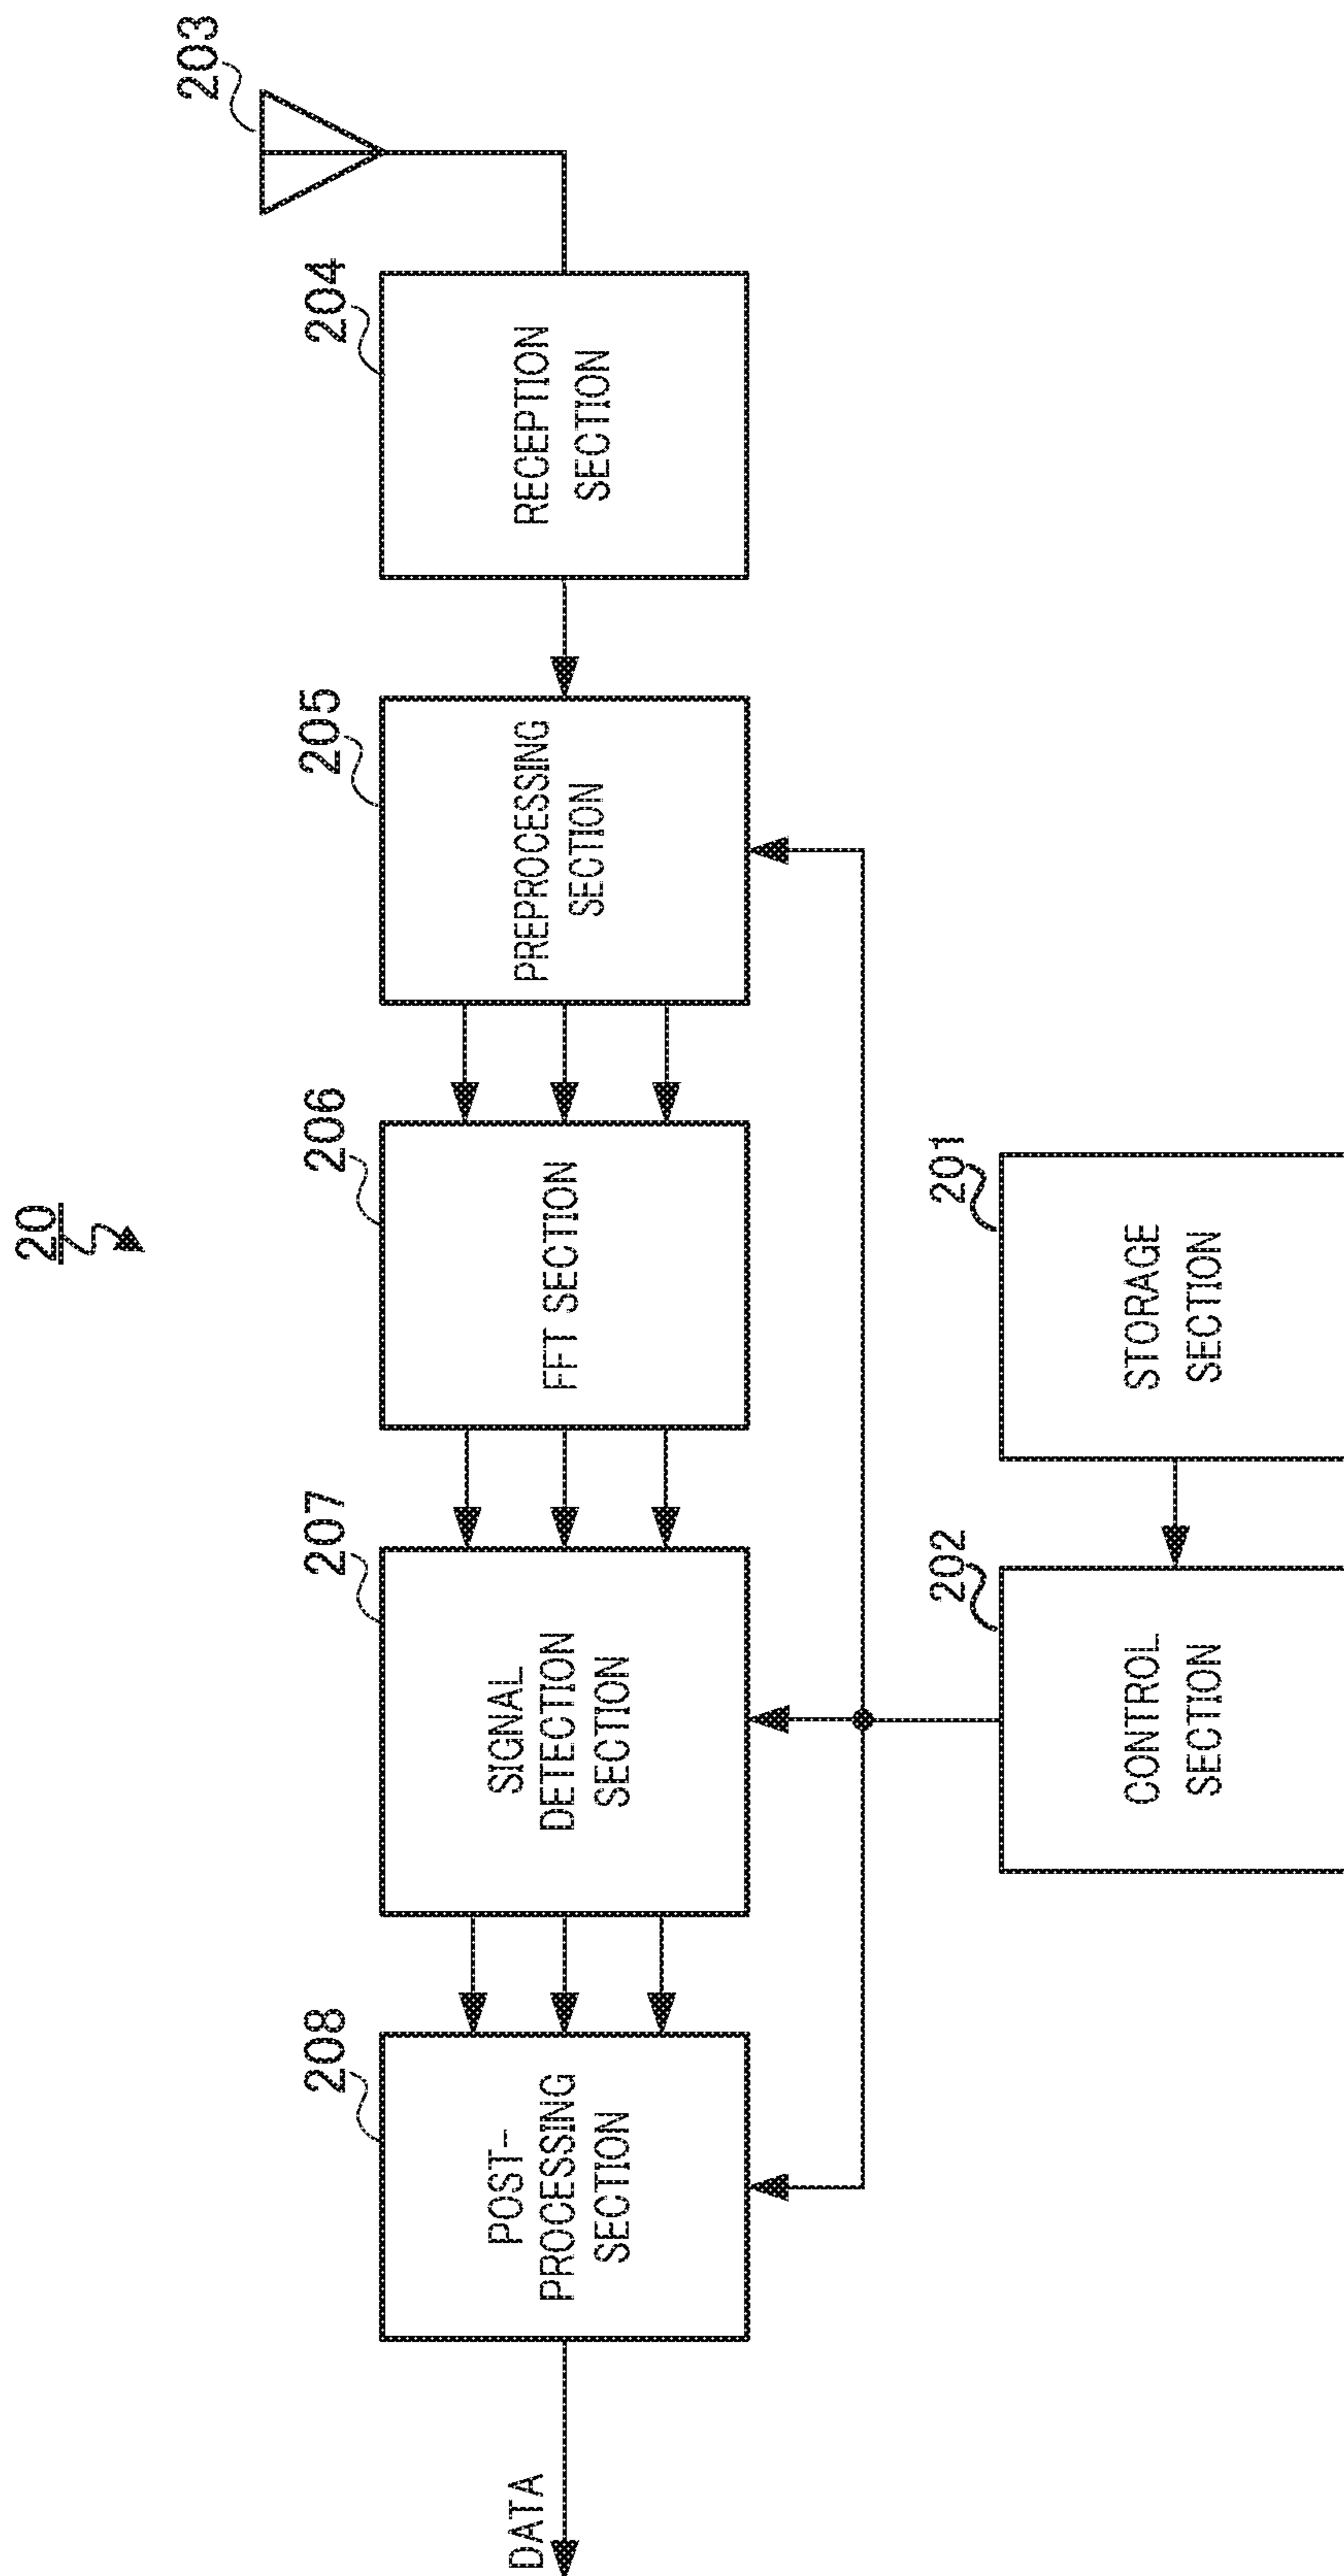 20
203
204
RECEPTION
SECTION
205
PREPROCESSING
SECTION
206
FFT SECTION
207
SIGNAL
DETECTION
SECTION
208
POST-
PROCESSING
SECTION
DATA
201
STORAGE
SECTION
202
CONTROL
SECTION